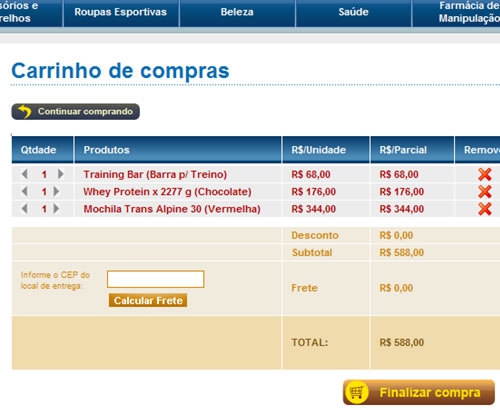 sórios e
relhos
Roupas Esportivas
Beleza
Saúde
Farmácia de
Manipulação
Carrinho de compras
Continuar comprando
Qtdade Produtos R$/Unidade R$/Parcial Remove
1 Training Bar (Barra p/ Treino) R$ 68,00 R$ 68,00
1 Whey Protein x 2277 g (Chocolate) R$ 176,00 R$ 176,00
1 Mochila Trans Alpine 30 (Vermelha) R$ 344,00 R$ 344,00
Desconto R$ 0,00
Subtotal R$ 588,00
Informe o CEP do
local de entrega:
Calcular Frete
Frete R$ 0,00
TOTAL: R$ 588,00
Finalizar compra